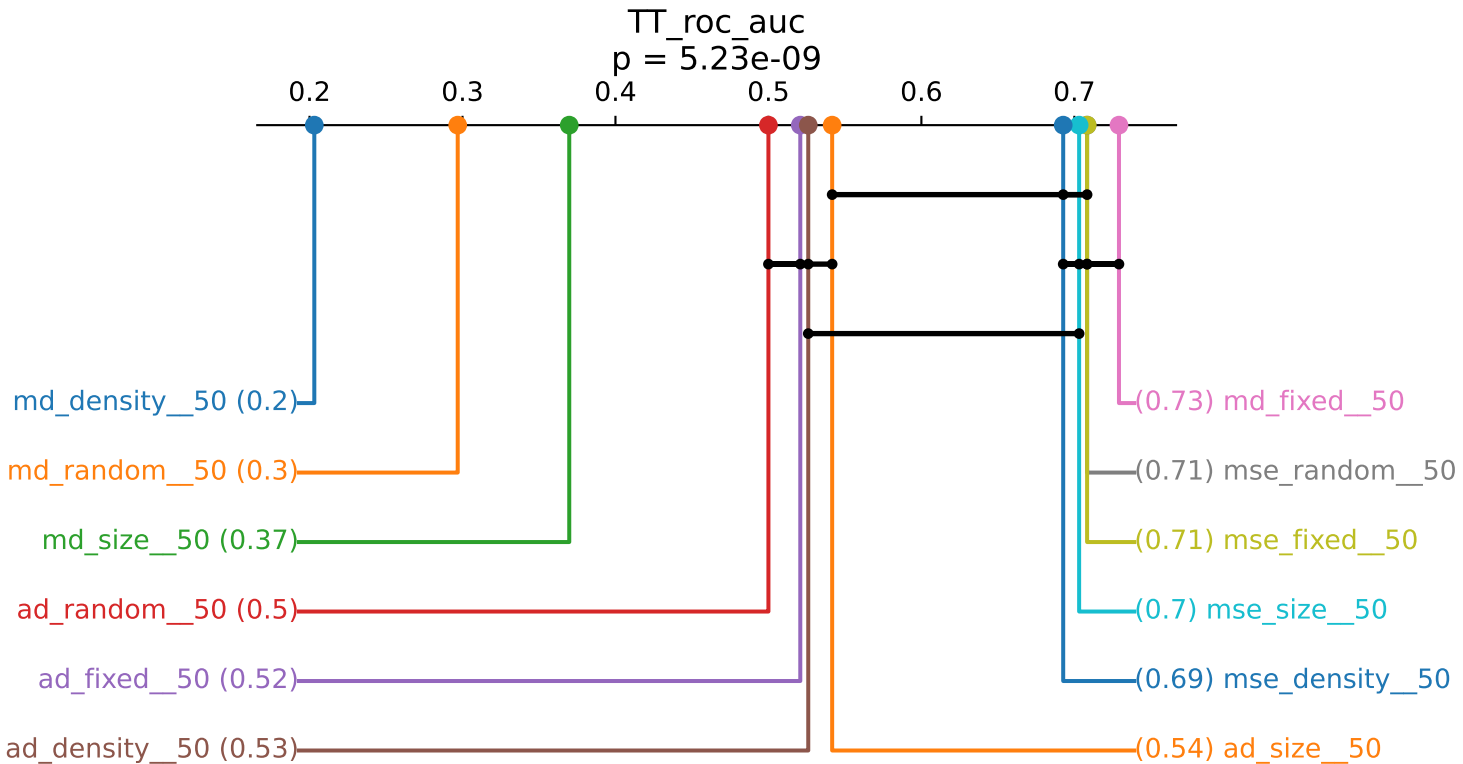 TT_roc_auc
p = 5.23e-09
0.2 0.3 0.4 0.5 0.6 0.7
md_density__50 (0.2)
(0.73) md_fixed__50
md_random__50 (0.3)
(0.71) mse_random__50
md_size__50 (0.37)
(0.71) mse_fixed__50
ad_random__50 (0.5)
(0.7) mse_size__50
ad_fixed__50 (0.52)
(0.69) mse_density__50
ad_density__50 (0.53)
(0.54) ad_size__50